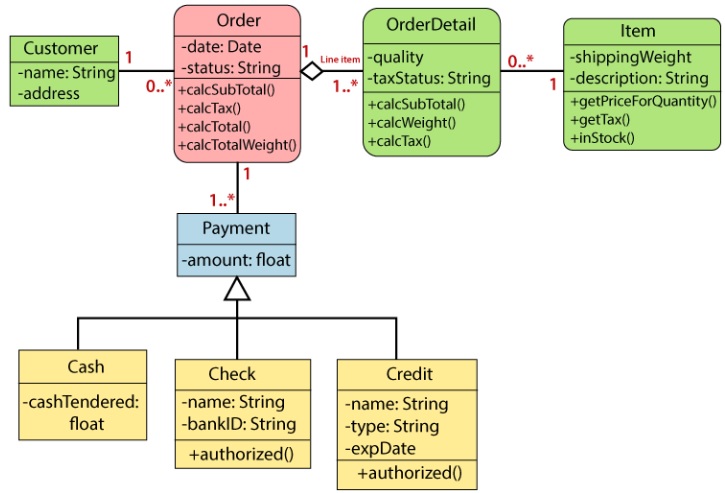 Customer
-name: String
-address
1
0..*
Order
-date: Date
-status: String
+calcSubTotal()
+calcTax()
+calcTotal()
+calcTotalWeight()
1
Line item
1..*
OrderDetail
-quality
-taxStatus: String
+calcSubTotal()
+calcWeight()
+calcTax()
0..*
1
Item
-shippingWeight
-description: String
+getPriceForQuantity()
+getTax()
+inStock()
1
1..*
Payment
-amount: float
Cash
-cashTendered:
float
Check
-name: String
-bankID: String
+authorized()
Credit
-name: String
-type: String
-expDate
+authorized()